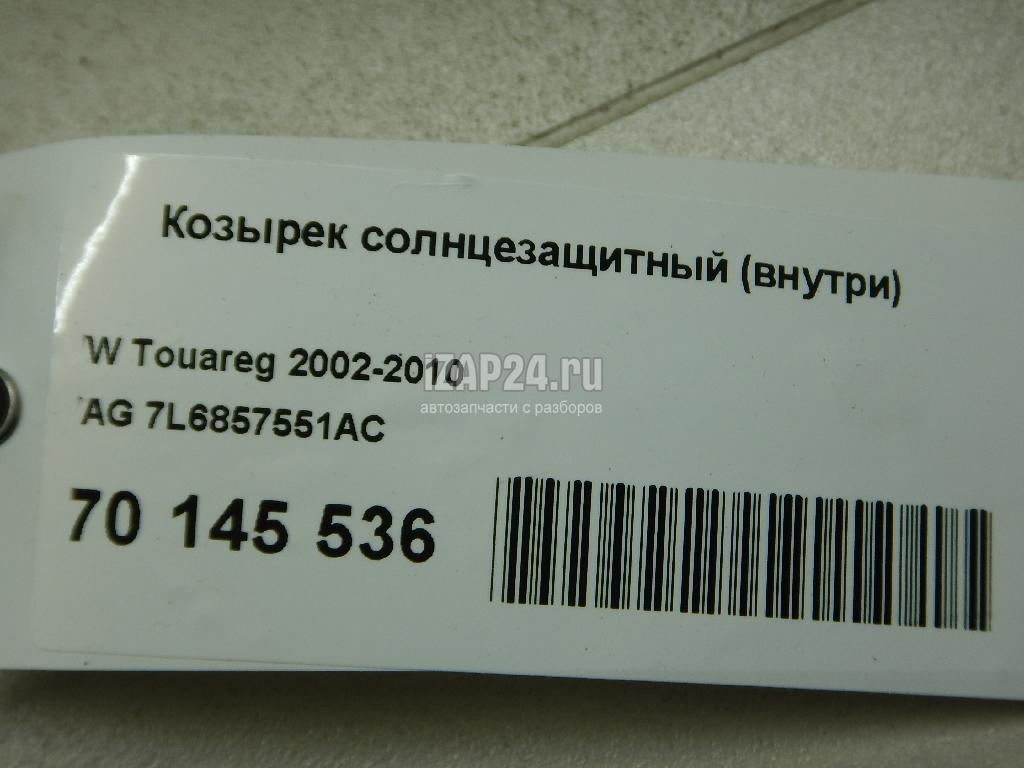 Козырек солнцезащитный (внутри)
W Touareg 2002-2010
AG 7L6857551AC
70 145 536
iZAP24.ru
автозапчасти с разборов